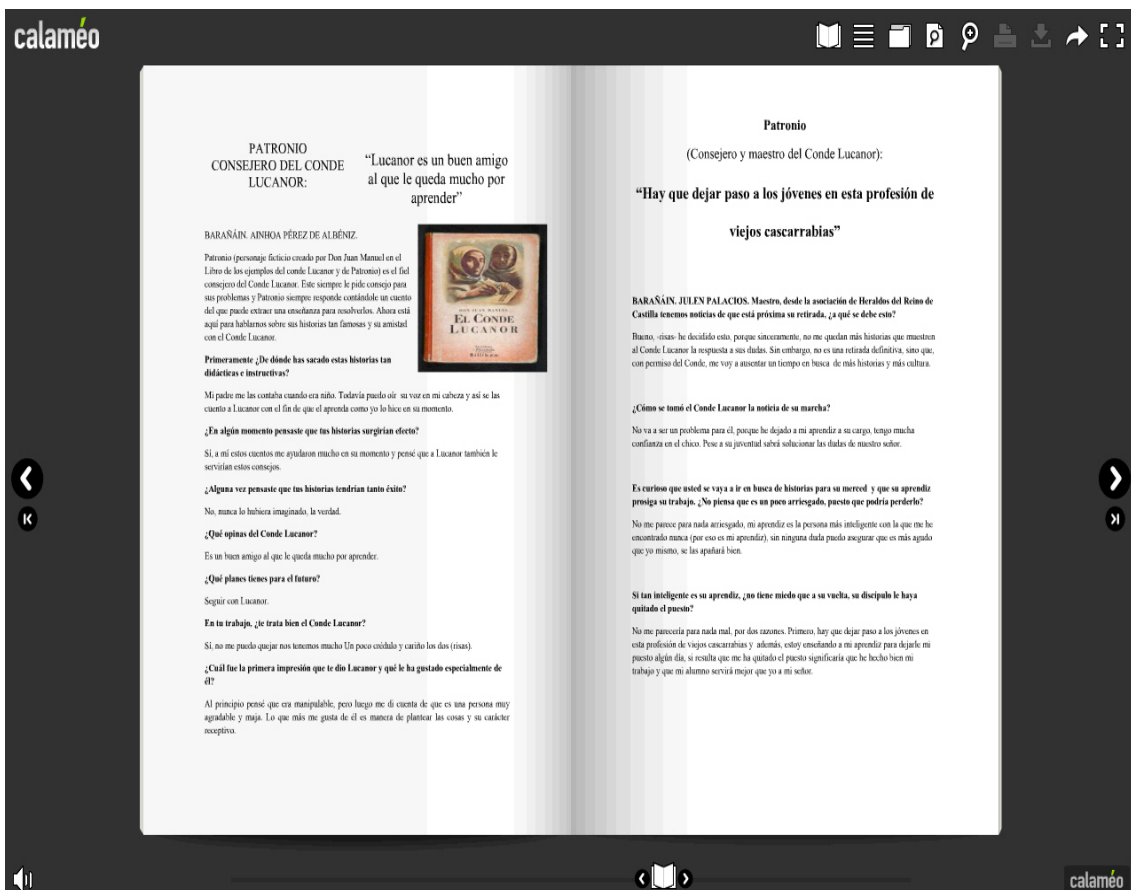 calaméo
PATRONIO
CONSEJERO DEL CONDE
LUCANOR:
“Lucanor es un buen amigo
al que le queda mucho por
aprender”
BARAÑÁIN. AINHOA PÉREZ DE ALBÉNIZ.
Patronio (personaje ficticio creado por Don Juan Manuel en el
Libro de los ejemplos del conde Lucanor y de Patronio) es el fiel
consejero del Conde Lucanor. Este siempre le pide consejo para
sus problemas y Patronio siempre responde contándole un cuento
del que puede extraer una enseñanza para resolverlos. Ahora está
aquí para hablarnos sobre sus historias tan famosas y su amistad
con el Conde Lucanor.
DON JUAN MANUEL
EL CONDE
LUCANOR
Primeramente ¿De dónde has sacado estas historias tan
didácticas e instructivas?
Mi padre me las contaba cuando era niño. Todavía puedo oír su voz en mi cabeza y así se las
cuento a Lucanor con el fin de que el aprenda como yo lo hice en su momento.
¿En algún momento pensaste que tus historias surgirían efecto?
Sí, a mí estos cuentos me ayudaron mucho en su momento y pensé que a Lucanor también le
servirían estos consejos.
¿Alguna vez pensaste que tus historias tendrían tanto éxito?
No, nunca lo hubiera imaginado, la verdad.
¿Qué opinas del Conde Lucanor?
Es un buen amigo al que le queda mucho por aprender.
¿Qué planes tienes para el futuro?
Seguir con Lucanor.
En tu trabajo, ¿te trata bien el Conde Lucanor?
Sí, no me puedo quejar nos tenemos mucho Un poco crédulo y cariño los dos (risas).
¿Cuál fue la primera impresión que te dio Lucanor y qué le ha gustado especialmente de
él?
Al principio pensé que era manipulable, pero luego me di cuenta de que es una persona muy
agradable y maja. Lo que más me gusta de él es manera de plantear las cosas y su carácter
receptivo.
Patronio
(Consejero y maestro del Conde Lucanor):
“Hay que dejar paso a los jóvenes en esta profesión de
viejos cascarrabias”
BARAÑÁIN. JULEN PALACIOS. Maestro, desde la asociación de Heraldos del Reino de
Castilla tenemos noticias de que está próxima su retirada, ¿a qué se debe esto?
Bueno, -risas- he decidido esto, porque sinceramente, no me quedan más historias que muestren
al Conde Lucanor la respuesta a sus dudas. Sin embargo, no es una retirada definitiva, sino que,
con permiso del Conde, me voy a ausentar un tiempo en busca de más historias y más cultura.
¿Cómo se tomó el Conde Lucanor la noticia de su marcha?
No va a ser un problema para él, porque he dejado a mi aprendiz a su cargo, tengo mucha
confianza en el chico. Pese a su juventud sabrá solucionar las dudas de nuestro señor.
Es curioso que usted se vaya a ir en busca de historias para su merced y que su aprendiz
prosiga su trabajo. ¿No piensa que es un poco arriesgado, puesto que podría perderlo?
No me parece para nada arriesgado, mi aprendiz es la persona más inteligente con la que me he
encontrado nunca (por eso es mi aprendiz), sin ninguna duda puedo asegurar que es más agudo
que yo mismo, se las apañará bien.
Si tan inteligente es su aprendiz, ¿no tiene miedo que a su vuelta, su discípulo le haya
quitado el puesto?
No me parecería para nada mal, por dos razones. Primero, hay que dejar paso a los jóvenes en
esta profesión de viejos cascarrabias y además, estoy enseñando a mi aprendiz para dejarle mi
puesto algún día, si resulta que me ha quitado el puesto significaría que he hecho bien mi
trabajo y que mi alumno servirá mejor que yo a mi señor.
calaméo